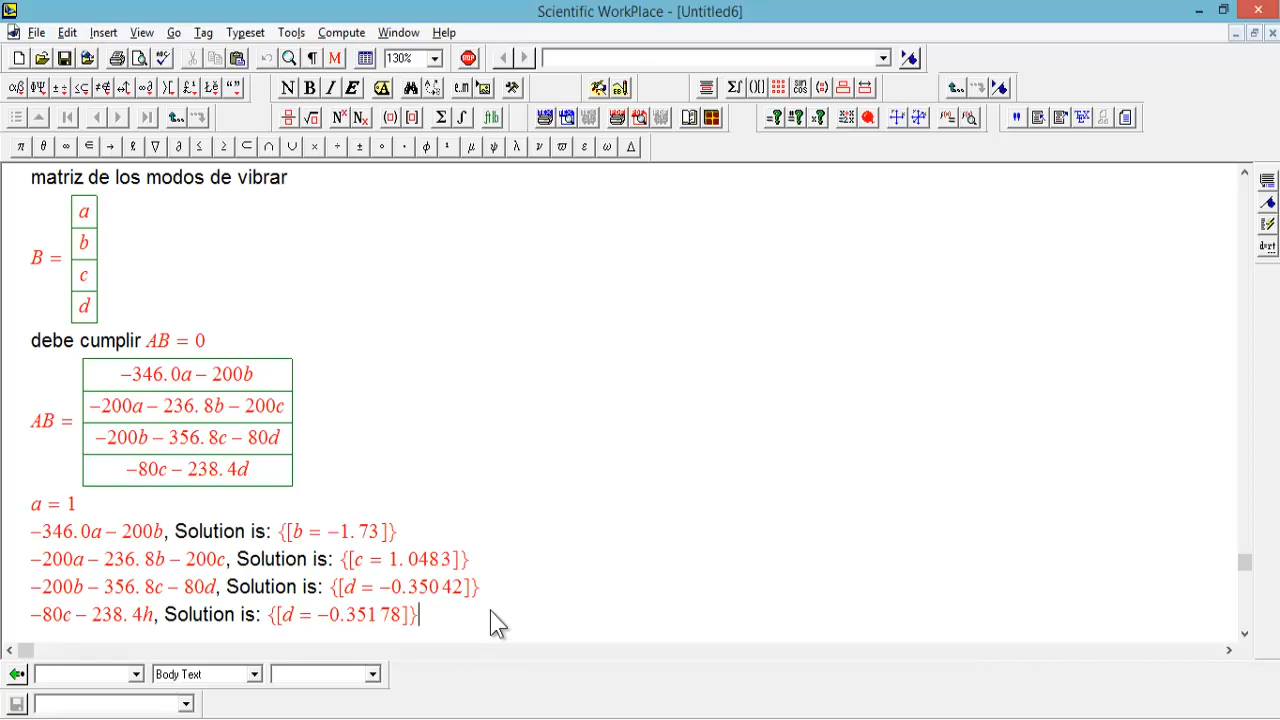 Scientific WorkPlace - [Untitled6]
File Edit Insert View Go Tag Typeset Tools Compute Window Help
130%
matriz de los modos de vibrar
B =
a
b
c
d
debe cumplir AB = 0
AB =
−346.0a − 200b
−200a − 236.8b − 200c
−200b − 356.8c − 80d
−80c − 238.4d
a = 1
−346.0a − 200b, Solution is: {[b = −1.73]}
−200a − 236.8b − 200c, Solution is: {[c = 1.0483]}
−200b − 356.8c − 80d, Solution is: {[d = −0.35042]}
−80c − 238.4h, Solution is: {[d = −0.35178]}
Body Text